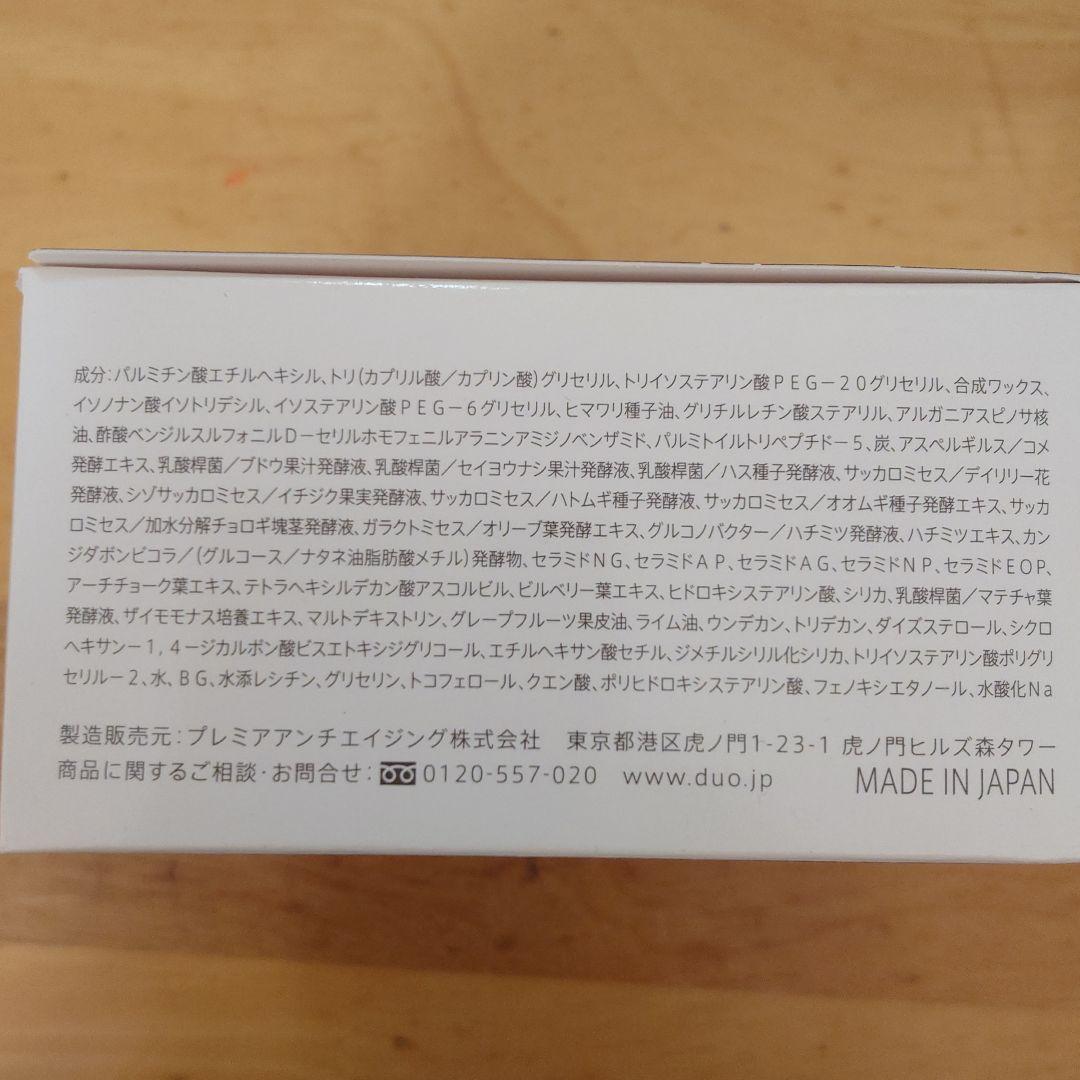 成分:パルミチン酸エチルヘキシル、トリ(カプリル酸/カプリン酸)グリセリル、トリイソステアリン酸PEG-20グリセリル、合成ワックス、
イソノナン酸イソトリデシル、イソステアリン酸PEG-6グリセリル、ヒマワリ種子油、グリチルレチン酸ステアリル、アルガニアスピノサ核
油、酢酸ベンジルスルフォニルD-セリルホモフェニルアラニンアミジノベンザミド、パルミトイルトリペプチド-5、炭、アスペルギルス/コメ
発酵エキス、乳酸桿菌/ブドウ果汁発酵液、乳酸桿菌/セイヨウナシ果汁発酵液、乳酸桿菌/ハス種子発酵液、サッカロミセス/デイリリー花
発酵液、シゾサッカロミセス/イチジク果実発酵液、サッカロミセス/ハトムギ種子発酵液、サッカロミセス/オオムギ種子発酵エキス、サッカ
ロミセス/加水分解チョロギ塊茎発酵液、ガラクトミセス/オリーブ葉発酵エキス、グルコノバクター/ハチミツ発酵液、ハチミツエキス、カン
ジダボンビコラ/(グルコース/ナタネ油脂肪酸メチル)発酵物、セラミドNG、セラミドAP、セラミドAG、セラミドNP、セラミドEOP、
アーチチョーク葉エキス、テトラヘキシルデカン酸アスコルビル、ビルベリー葉エキス、ヒドロキシステアリン酸、シリカ、乳酸桿菌/マテチャ葉
発酵液、ザイモモナス培養エキス、マルトデキストリン、グレープフルーツ果皮油、ライム油、ウンデカン、トリデカン、ダイズステロール、シクロ
ヘキサン-1,4-ジカルボン酸ビスエトキシジグリコール、エチルヘキサン酸セチル、ジメチルシリル化シリカ、トリイソステアリン酸ポリグリ
セリル-2、水、BG、水添レシチン、グリセリン、トコフェロール、クエン酸、ポリヒドロキシステアリン酸、フェノキシエタノール、水酸化Na
製造販売元:プレミアアンチエイジング株式会社 東京都港区虎ノ門1-23-1 虎ノ門ヒルズ森タワー
商品に関するご相談・お問合せ:0120-557-020 www.duo.jp MADE IN JAPAN